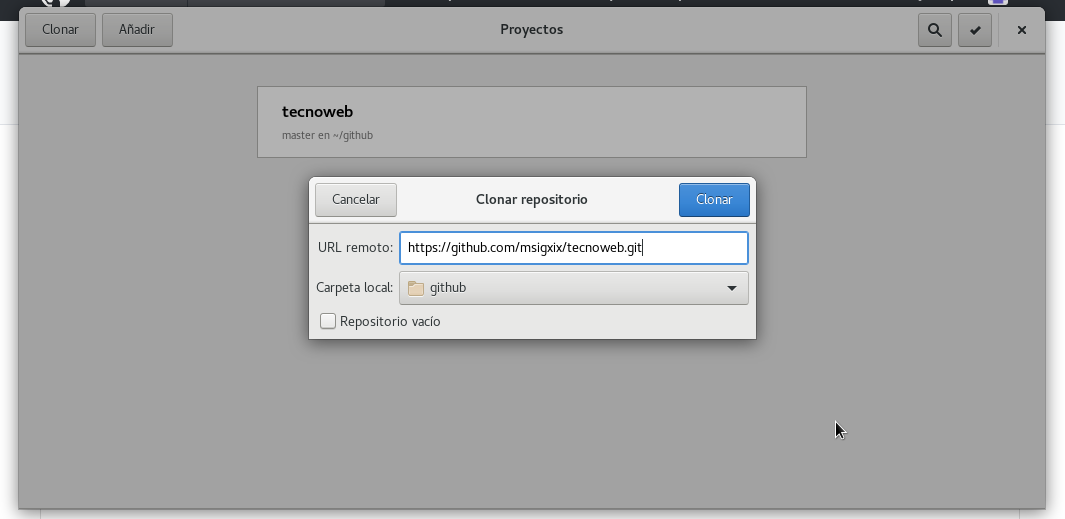 Clonar Añadir Proyectos
tecnoweb
master en ~/github
Cancelar Clonar repositorio Clonar
URL remoto: https://github.com/msigxix/tecnoweb.git
Carpeta local: github
Repositorio vacío